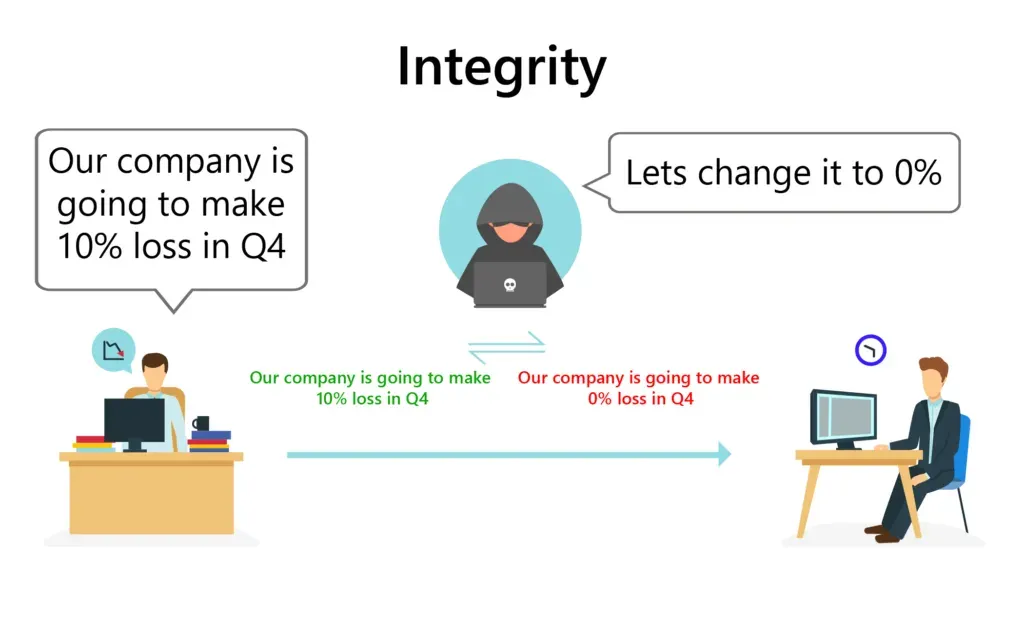 Integrity
Our company is
going to make
10% loss in Q4
Lets change it to 0%
Our company is going to make
10% loss in Q4
Our company is going to make
0% loss in Q4